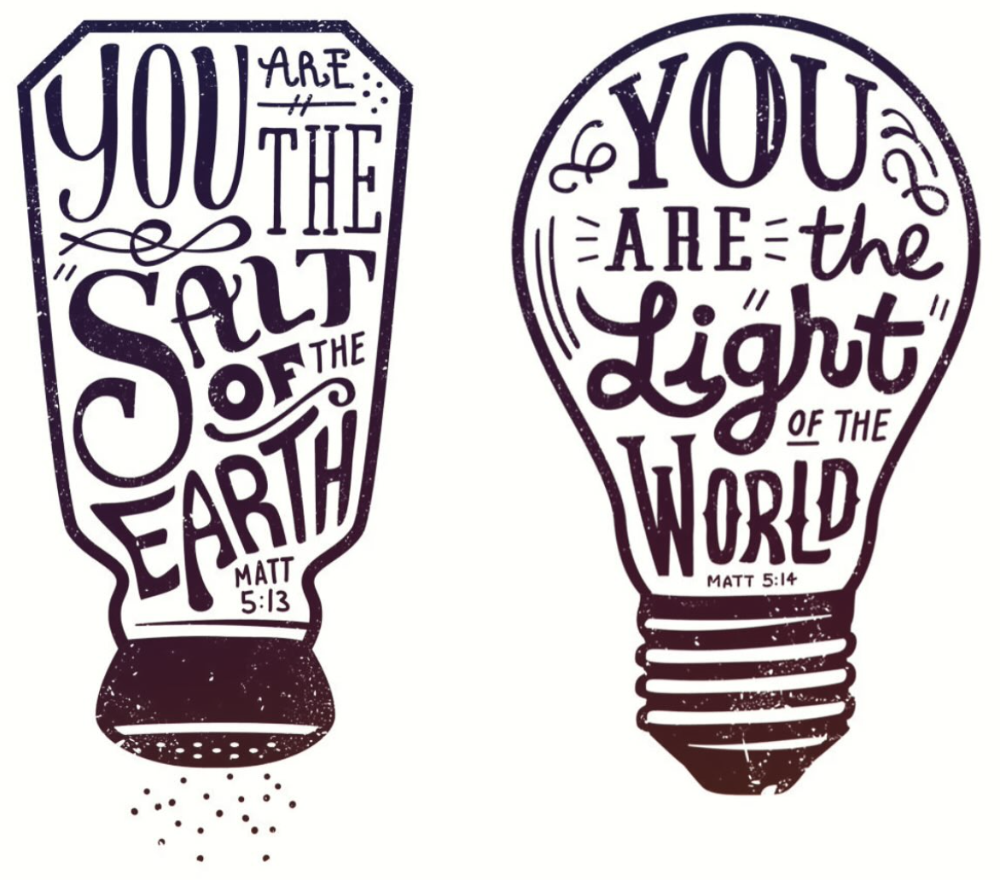 YOU ARE
THE
"SALT
OF THE
EARTH
MATT
5:13
YOU
ARE the
"Light"
OF THE
WORLD
MATT 5:14